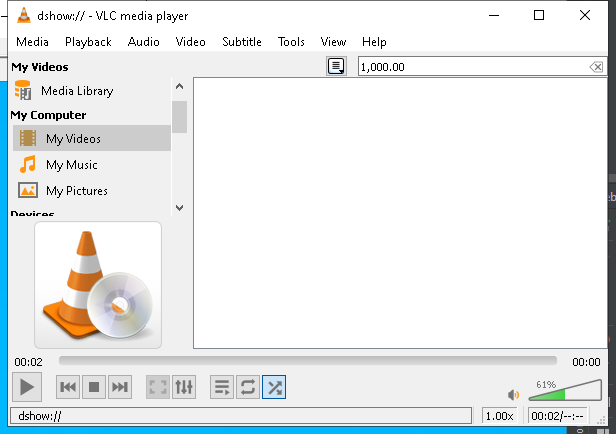 dshow:// - VLC media player
Media Playback Audio Video Subtitle Tools View Help
My Videos
1,000.00
Media Library
My Computer
My Videos
My Music
My Pictures
Devices
00:02
00:00
61%
dshow://
1.00x
00:02/--:--